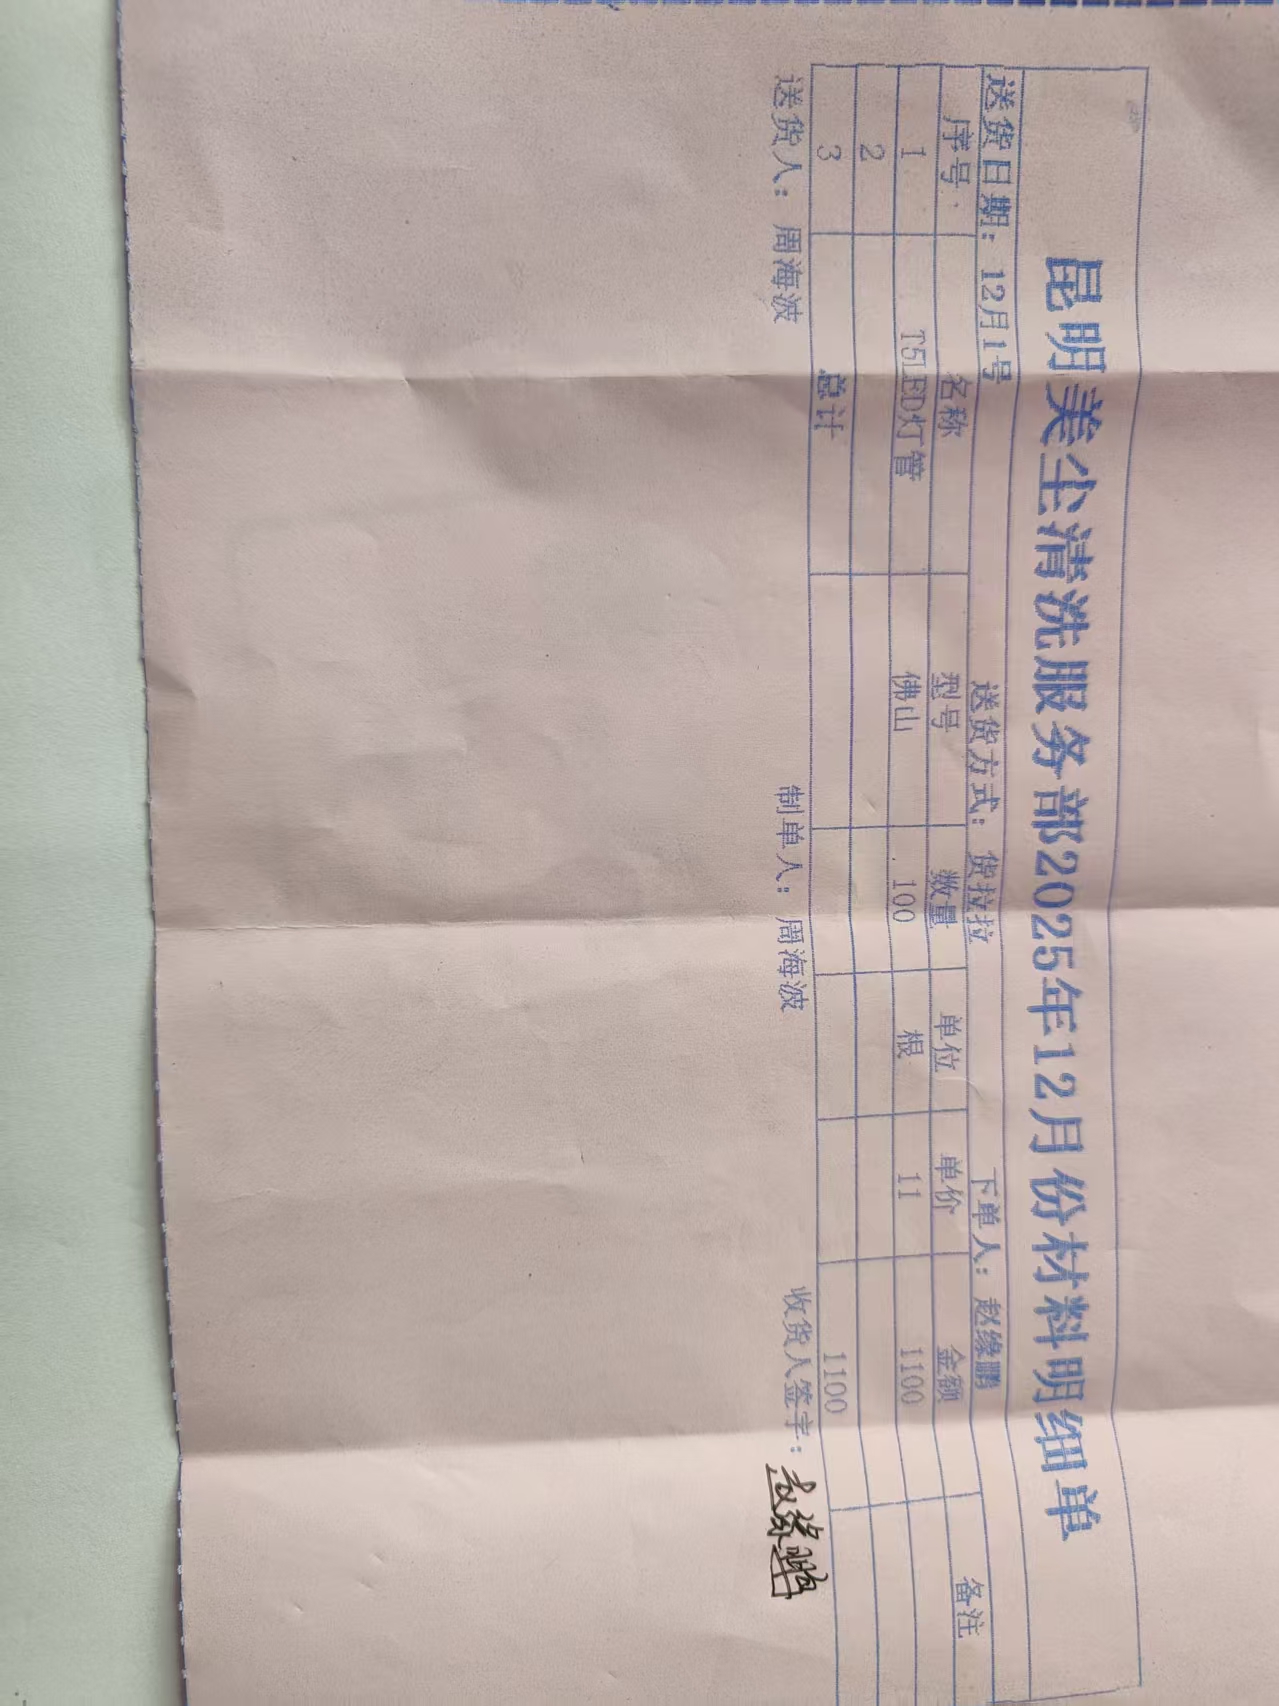 昆明美尘清洗服务部2025年12月份材料明细单
送货日期：12月1号 送货方式：货拉拉 下单人：赵缘鹏
序号 名称 型号 数量 单位 单价 金额 备注
1 T5LED灯管 佛山 100 根 11 1100
2
3 总计 1100
送货人：周海波 制单人：周海波 收货人签字：赵缘鹏